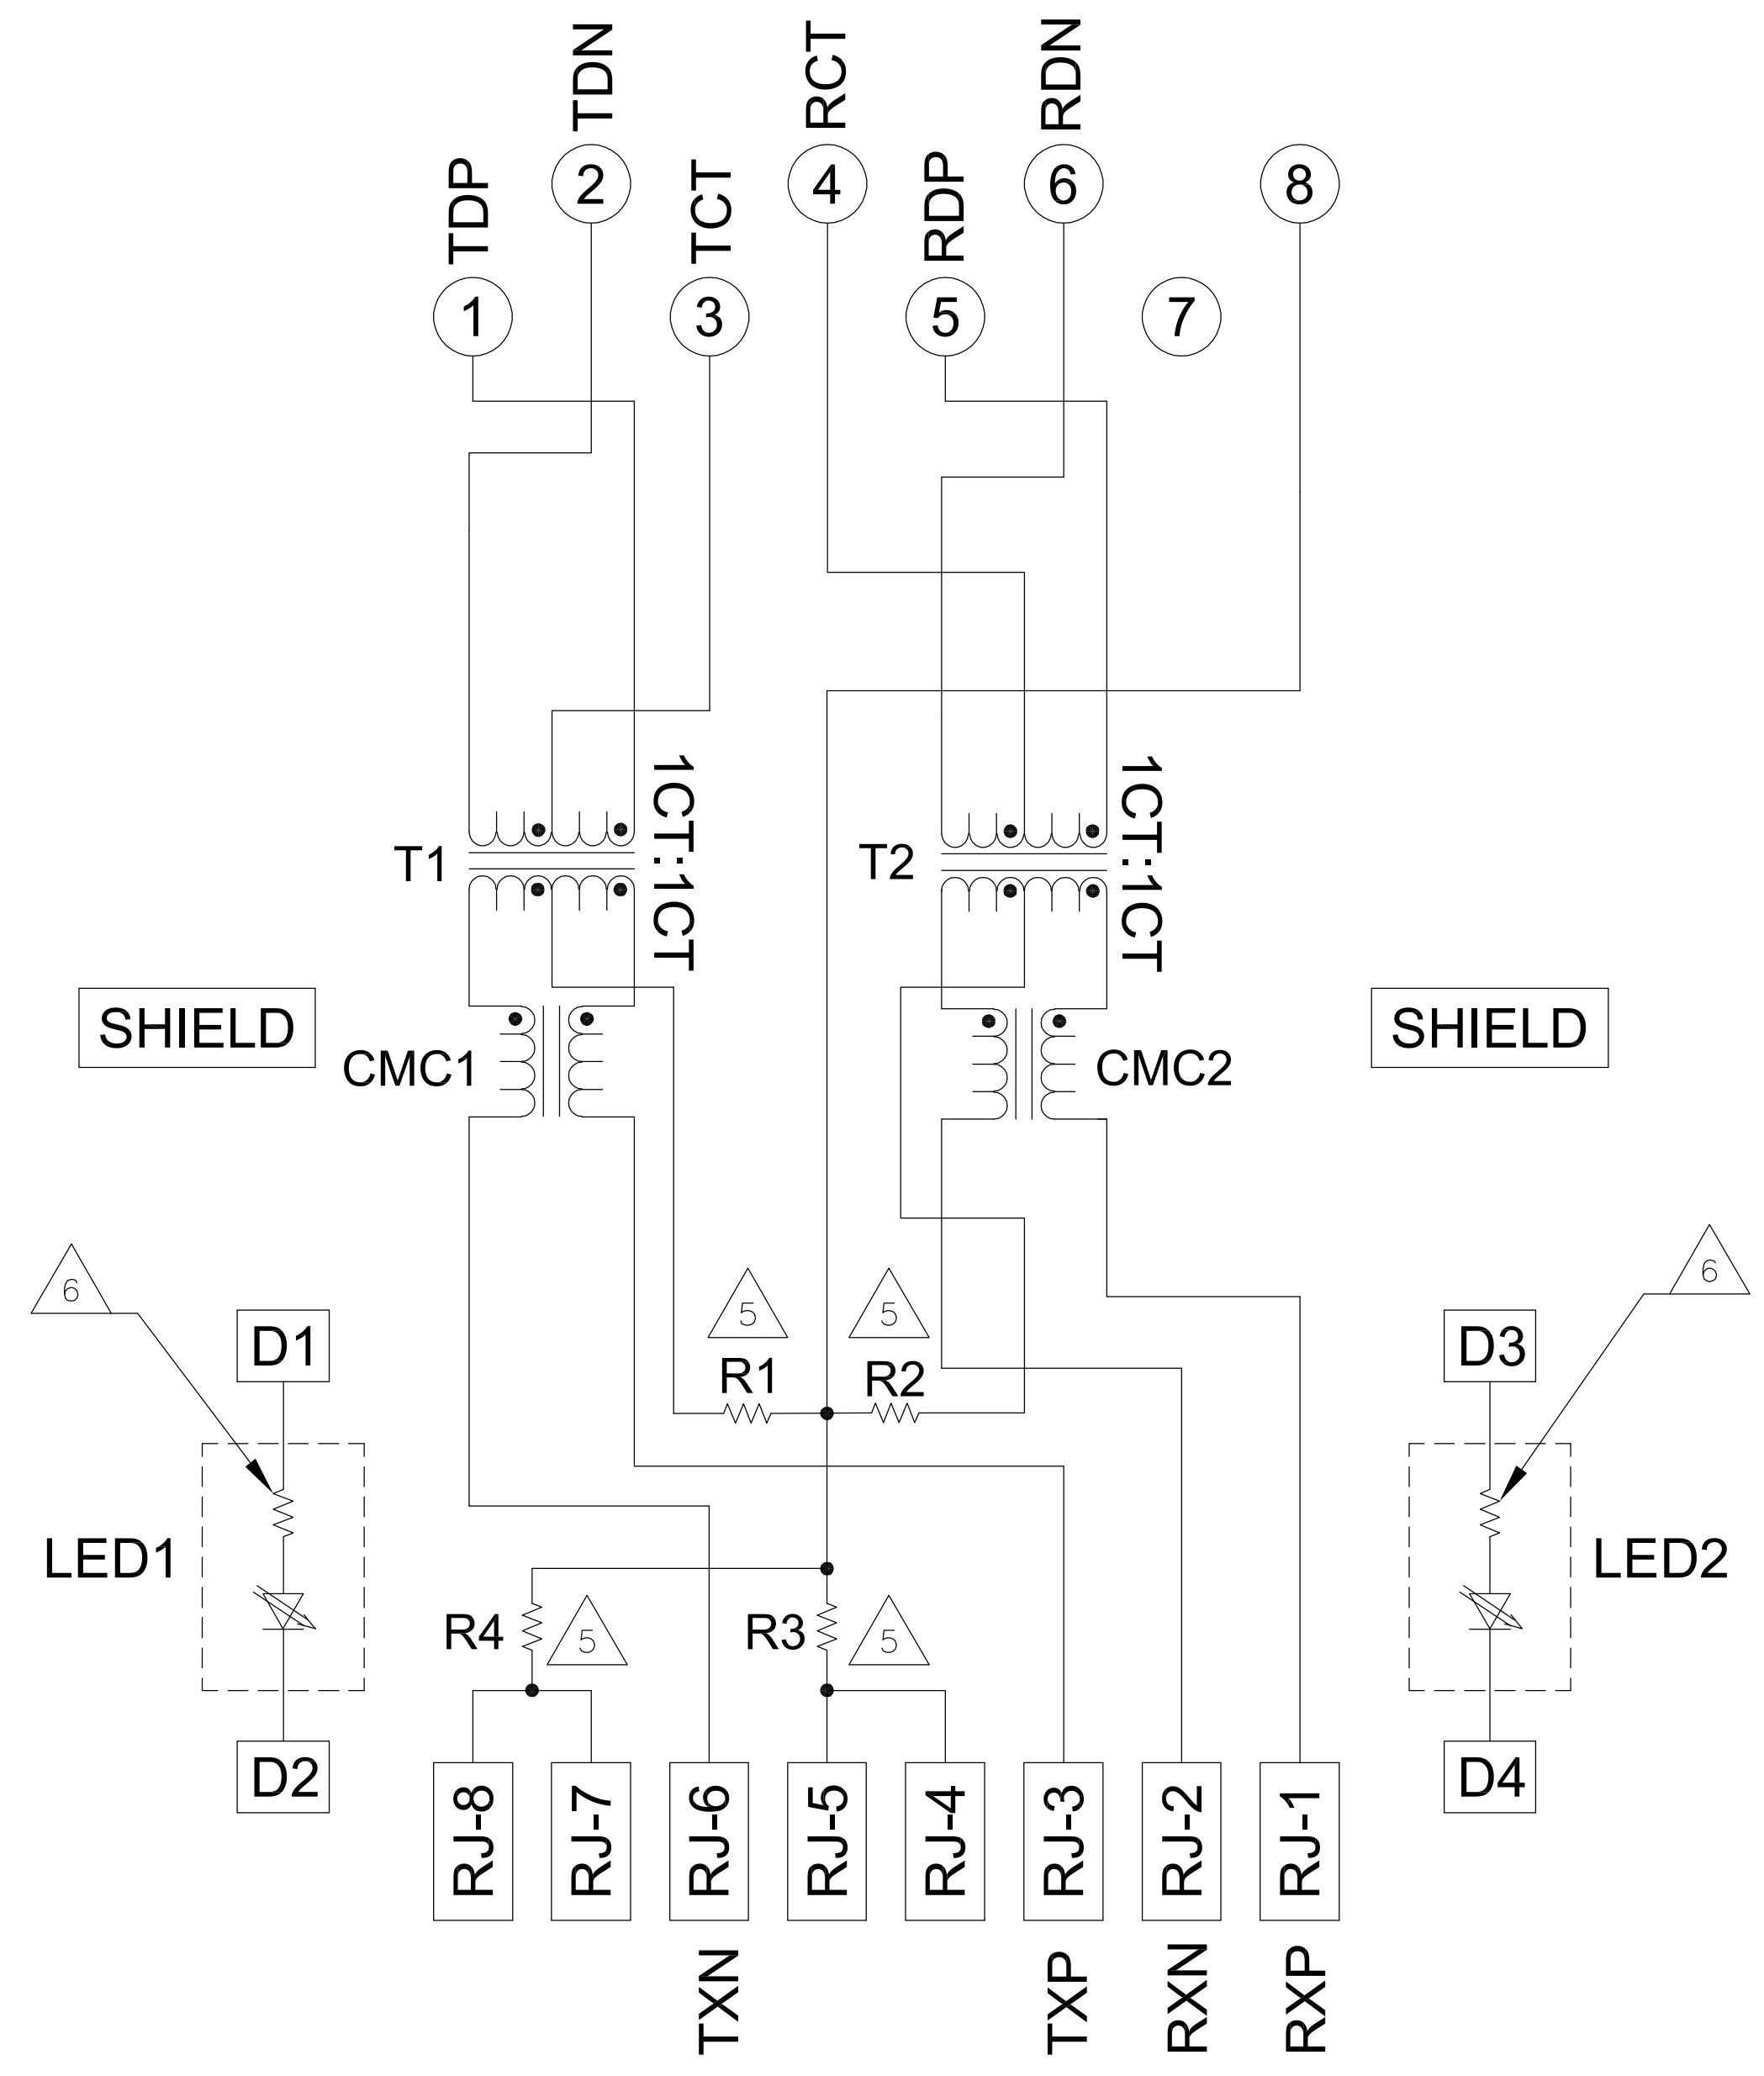 TDN
RCT
RDN
TDP
TCT
RDP
2
4
6
8
1
3
5
7
1CT:1CT
1CT:1CT
T1
T2
SHIELD
SHIELD
CMC1
CMC2
6
6
5
5
D1
D3
R1
R2
LED1
LED2
R4
5
R3
5
D2
D4
RJ-8
RJ-7
RJ-6
RJ-5
RJ-4
RJ-3
RJ-2
RJ-1
TXN
TXP
RXN
RXP